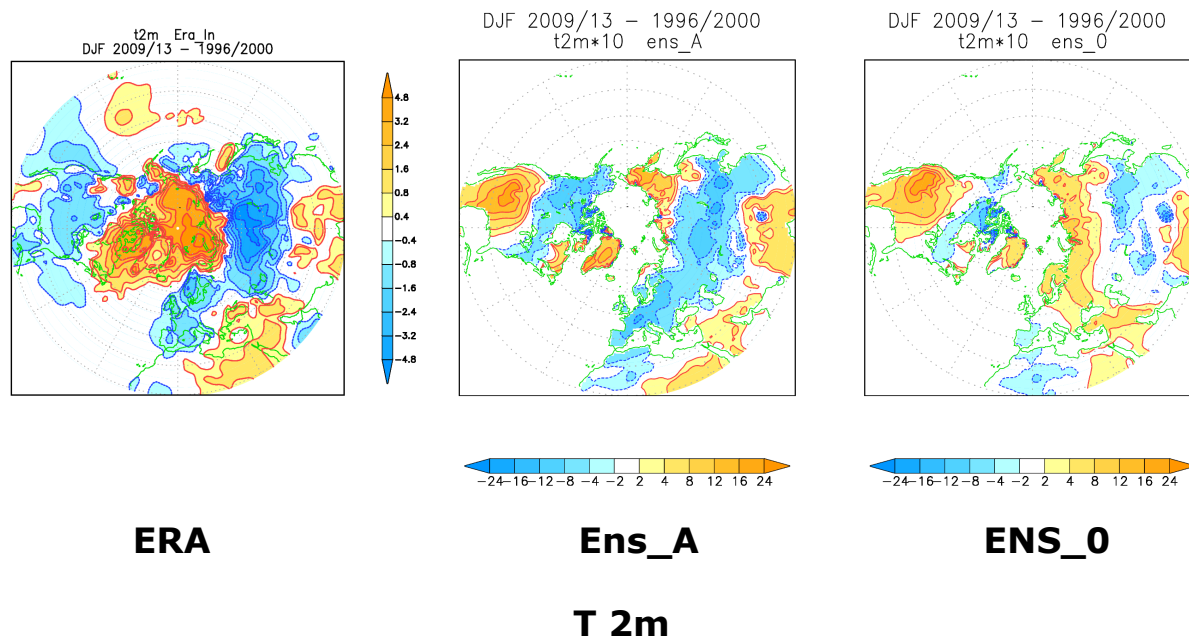 t2m Era_In
DJF 2009/13 – 1996/2000
4.8
3.2
2.4
1.6
0.8
0.4
−0.4
−0.8
−1.6
−2.4
−3.2
−4.8
ERA
DJF 2009/13 – 1996/2000
t2m*10 ens_A
−24 −16 −12 −8 −4 −2 2 4 8 12 16 24
Ens_A
DJF 2009/13 – 1996/2000
t2m*10 ens_0
−24 −16 −12 −8 −4 −2 2 4 8 12 16 24
ENS_0
T 2m